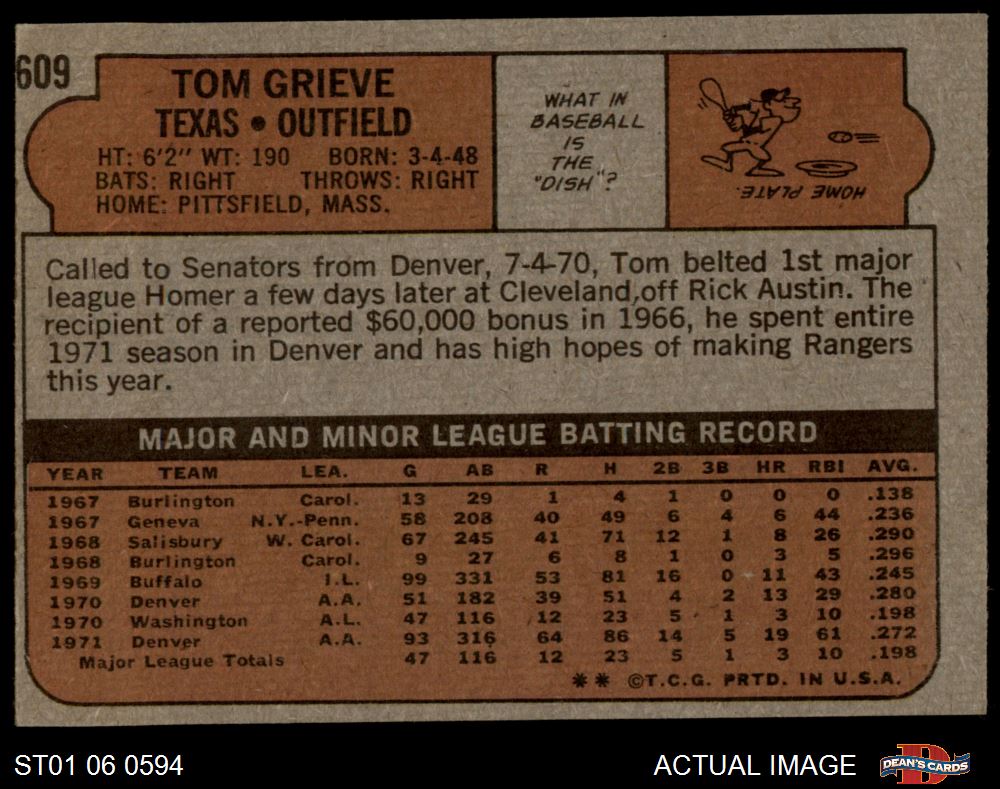 609
TOM GRIEVE
TEXAS • OUTFIELD
HT: 6'2" WT: 190 BORN: 3-4-48
BATS: RIGHT THROWS: RIGHT
HOME: PITTSFIELD, MASS.
WHAT IN
BASEBALL
IS
THE
"DISH"?
HOME PLATE.
Called to Senators from Denver, 7-4-70, Tom belted 1st major
league Homer a few days later at Cleveland,off Rick Austin. The
recipient of a reported $60,000 bonus in 1966, he spent entire
1971 season in Denver and has high hopes of making Rangers
this year.
MAJOR AND MINOR LEAGUE BATTING RECORD
YEAR TEAM LEA. G AB R H 2B 3B HR RBI AVG.
1967 Burlington Carol. 13 29 1 4 1 0 0 0 .138
1967 Geneva N.Y.-Penn. 58 208 40 49 6 4 6 44 .236
1968 Salisbury W. Carol. 67 245 41 71 12 1 8 26 .290
1968 Burlington Carol. 9 27 6 8 1 0 3 5 .296
1969 Buffalo I.L. 99 331 53 81 16 0 11 43 .245
1970 Denver A.A. 51 182 39 51 4 2 13 29 .280
1970 Washington A.L. 47 116 12 23 5 1 3 10 .198
1971 Denver A.A. 93 316 64 86 14 5 19 61 .272
Major League Totals 47 116 12 23 5 1 3 10 .198
** ©T.C.G. PRTD. IN U.S.A.
ST01 06 0594
ACTUAL IMAGE
DEAN'S CARDS